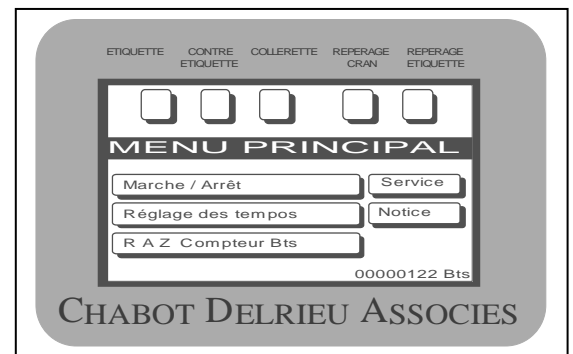 ETIQUETTE CONTRE ETIQUETTE COLLERETTE REPERAGE CRAN REPERAGE ETIQUETTE
MENU PRINCIPAL
Marche / Arrêt Service
Réglage des tempos Notice
R A Z Compteur Bts
00000122 Bts
CHABOT DELRIEU ASSOCIES